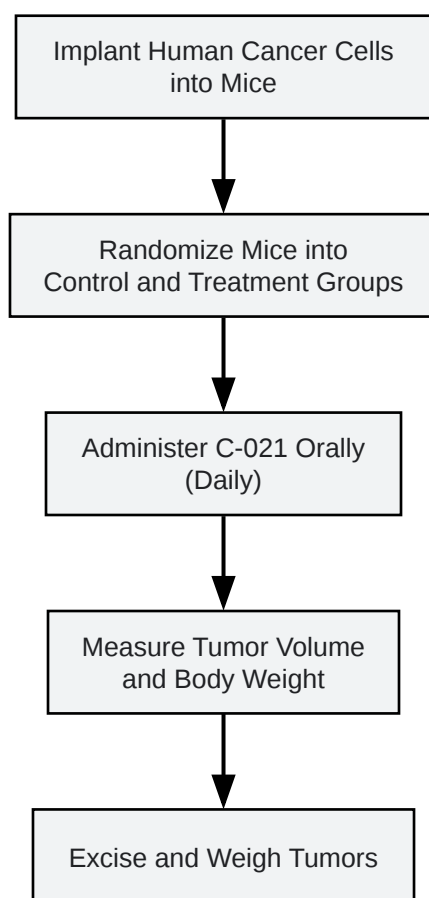 Implant Human Cancer Cells
into Mice
Randomize Mice into
Control and Treatment Groups
Administer C-021 Orally
(Daily)
Measure Tumor Volume
and Body Weight
Excise and Weigh Tumors